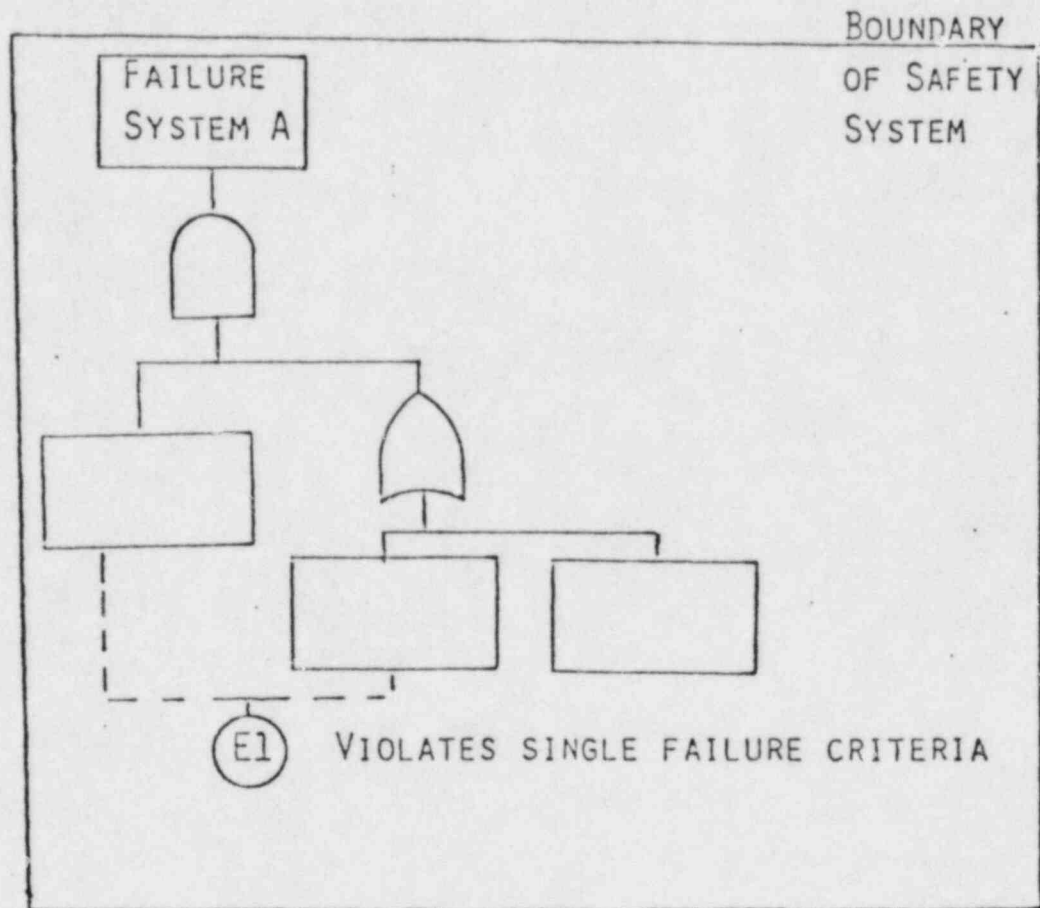 BOUNDARY
OF SAFETY
SYSTEM
FAILURE
SYSTEM A
E1 VIOLATES SINGLE FAILURE CRITERIA